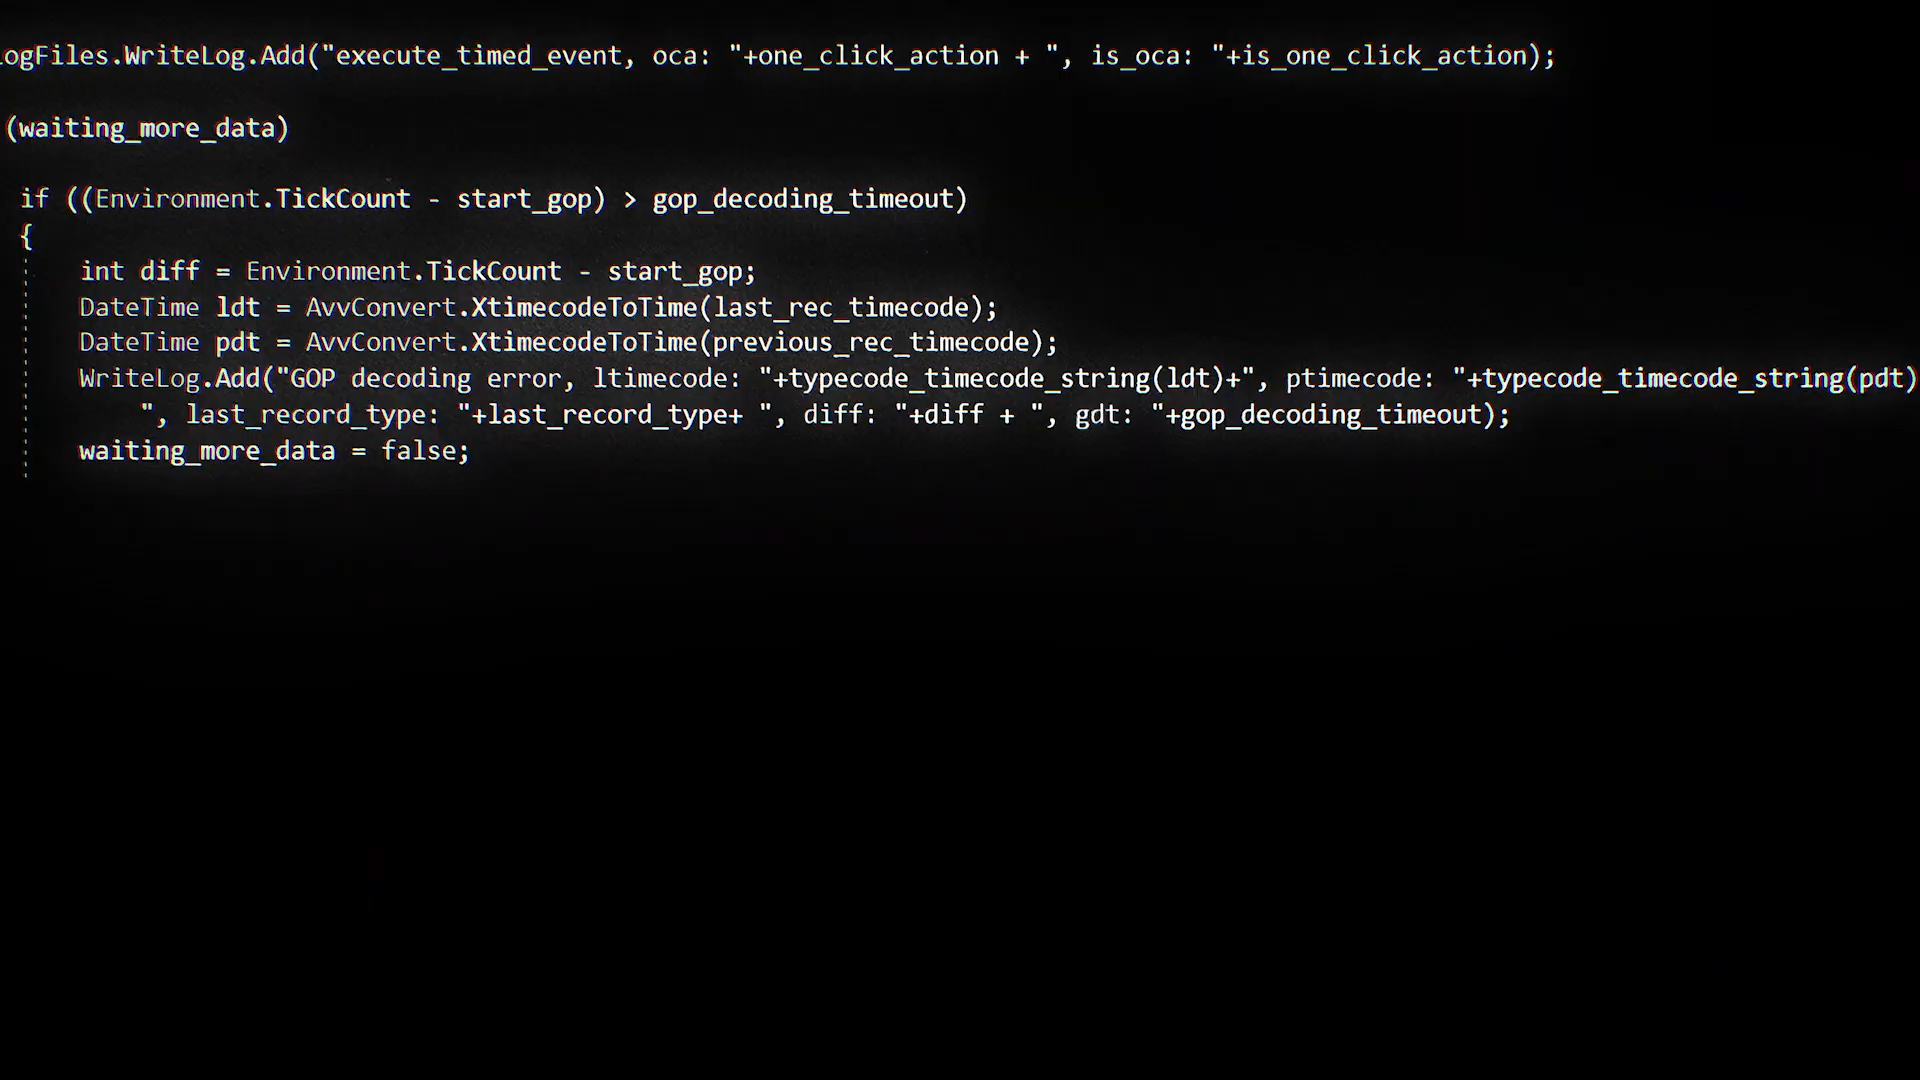 ogFiles.WriteLog.Add("execute_timed_event, oca: "+one_click_action + ", is_oca: "+is_one_click_action);
(waiting_more_data)
if ((Environment.TickCount - start_gop) > gop_decoding_timeout)
{
int diff = Environment.TickCount - start_gop;
DateTime ldt = AvvConvert.XtimecodeToTime(last_rec_timecode);
DateTime pdt = AvvConvert.XtimecodeToTime(previous_rec_timecode);
WriteLog.Add("GOP decoding error, ltimecode: "+typecode_timecode_string(ldt)+", ptimecode: "+typecode_timecode_string(pdt)
", last_record_type: "+last_record_type+ ", diff: "+diff + ", gdt: "+gop_decoding_timeout);
waiting_more_data = false;